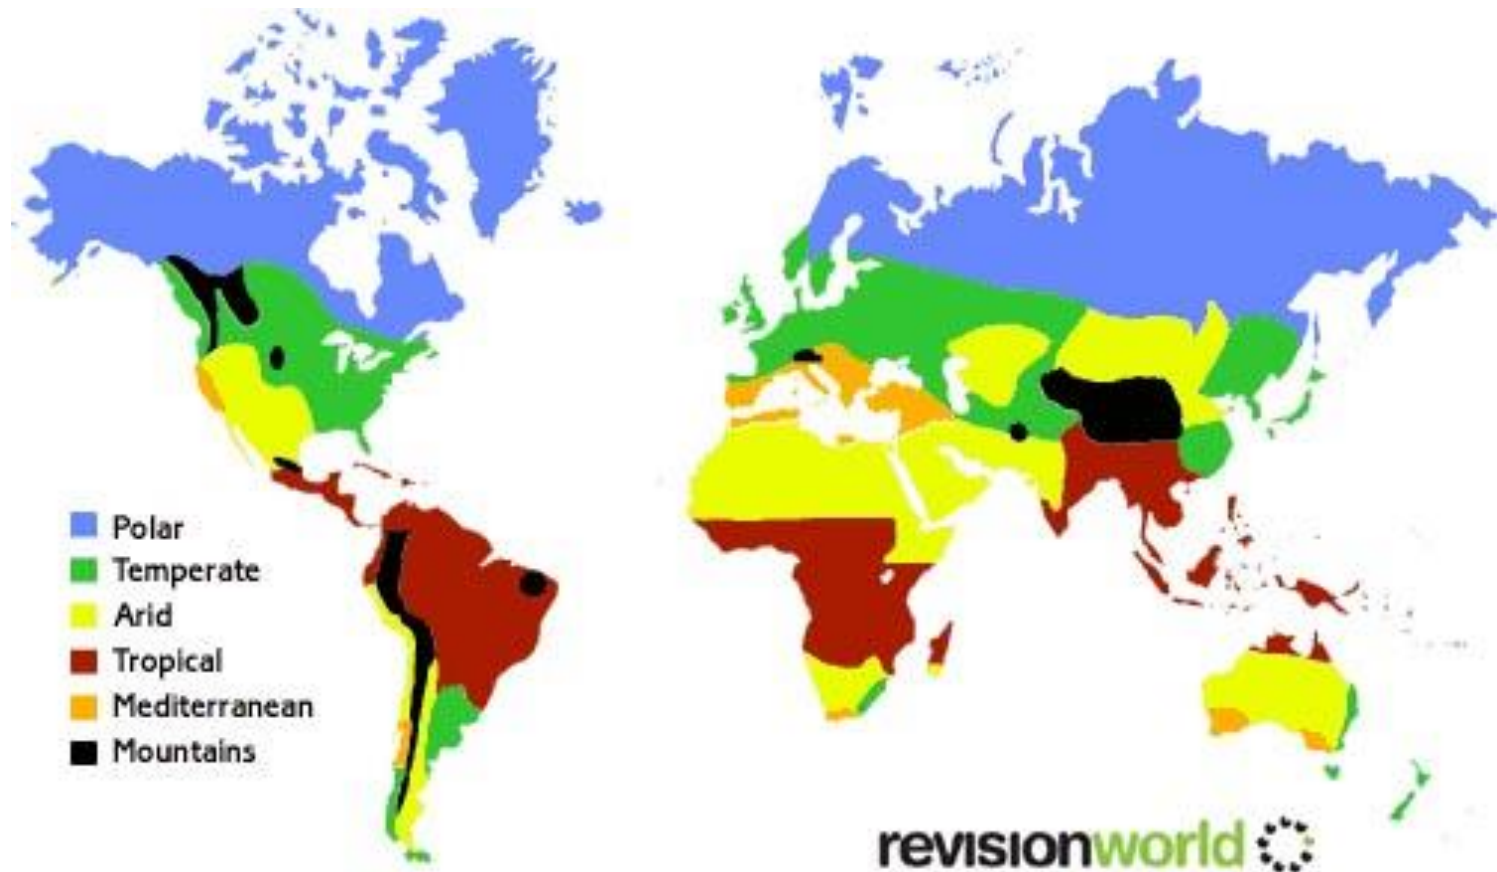 Polar
Temperate
Arid
Tropical
Mediterranean
Mountains
revisionworld